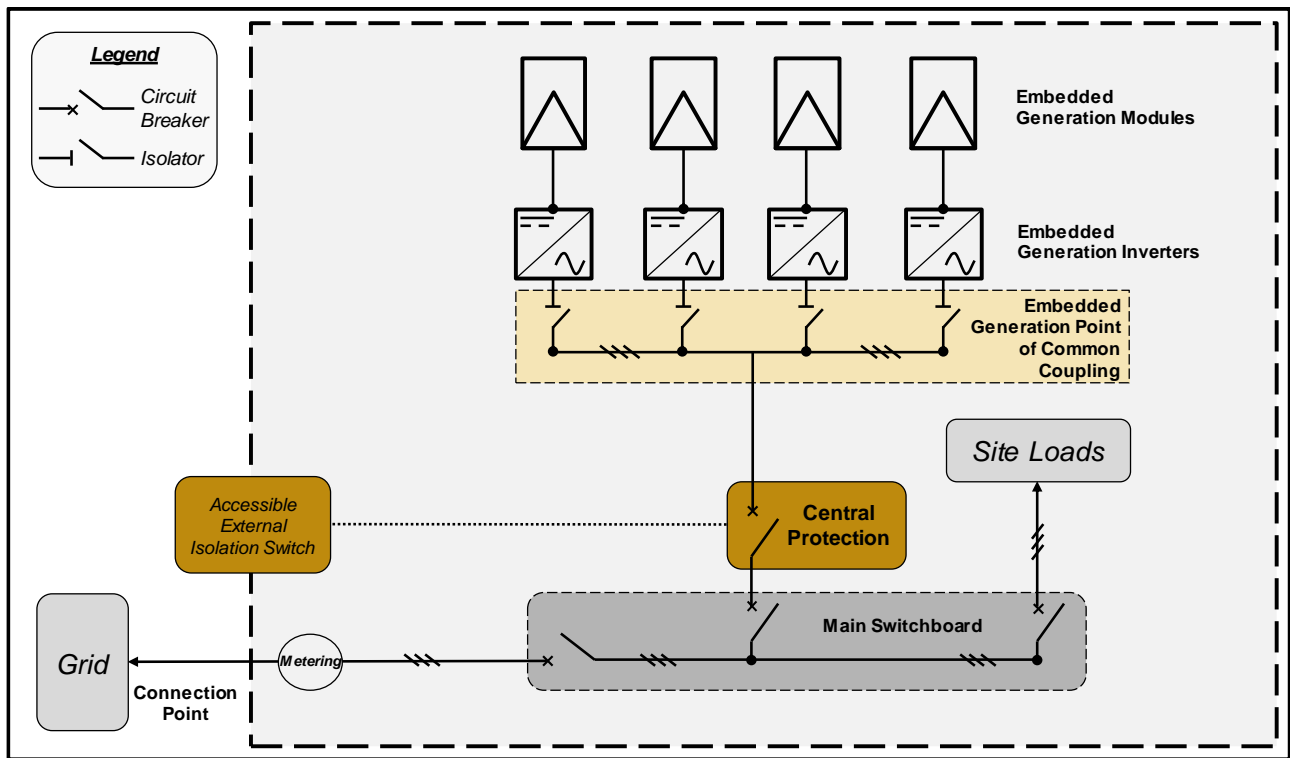 Legend
Circuit
Breaker
Isolator
Embedded
Generation Modules
Embedded
Generation Inverters
Embedded
Generation Point
of Common
Coupling
Site Loads
Accessible
External
Isolation Switch
Central
Protection
Main Switchboard
Grid
Metering
Connection
Point